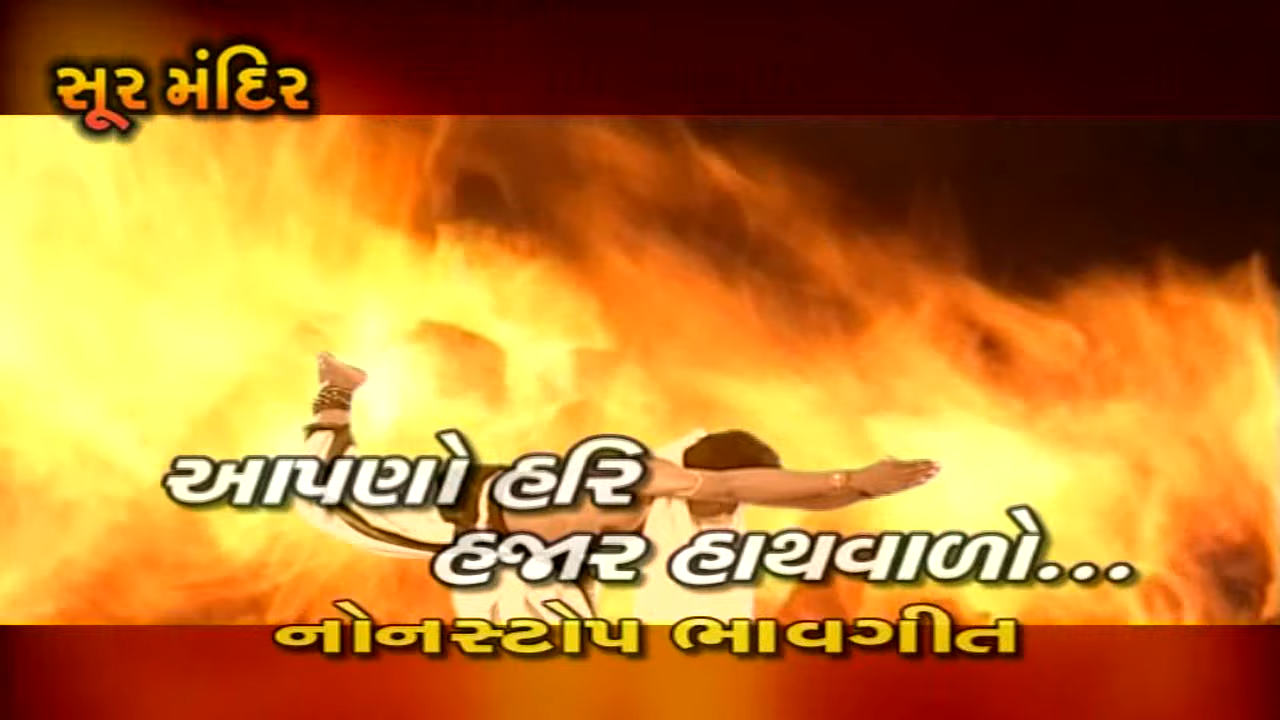 સૂર મંદિર
આપણો હરિ
હજાર હાથવાળો...
નોનસ્ટોપ ભાવગીત